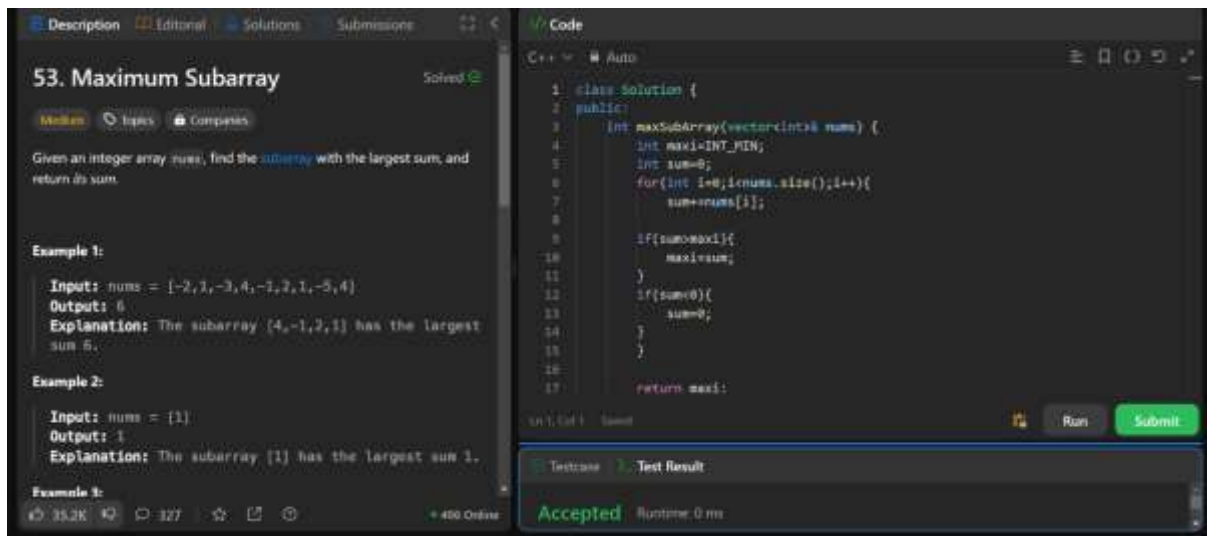 Description Editorial Solutions Submissions
53. Maximum Subarray
Solved
Medium Topics Companies
Given an integer array nums, find the subarray with the largest sum, and
return its sum.
Example 1:
Input: nums = [-2,1,-3,4,-1,2,1,-5,4]
Output: 6
Explanation: The subarray [4,-1,2,1] has the largest
sum 6.
Example 2:
Input: nums = [1]
Output: 1
Explanation: The subarray [1] has the largest sum 1.
Example 3:
35.2K 327 Online
Code
C++ Auto
1 class Solution {
2 public:
3 int maxSubArray(vector<int>& nums) {
4 int maxi=INT_MIN;
5 int sum=0;
6 for(int i=0;i<nums.size();i++){
7 sum+=nums[i];
8
9 if(sum>maxi){
10 maxi=sum;
11 }
12 if(sum<0){
13 sum=0;
14 }
15 }
16
17 return maxi;
Ln 1, Col 1 Saved
Run Submit
Testcase Test Result
Accepted Runtime: 0 ms